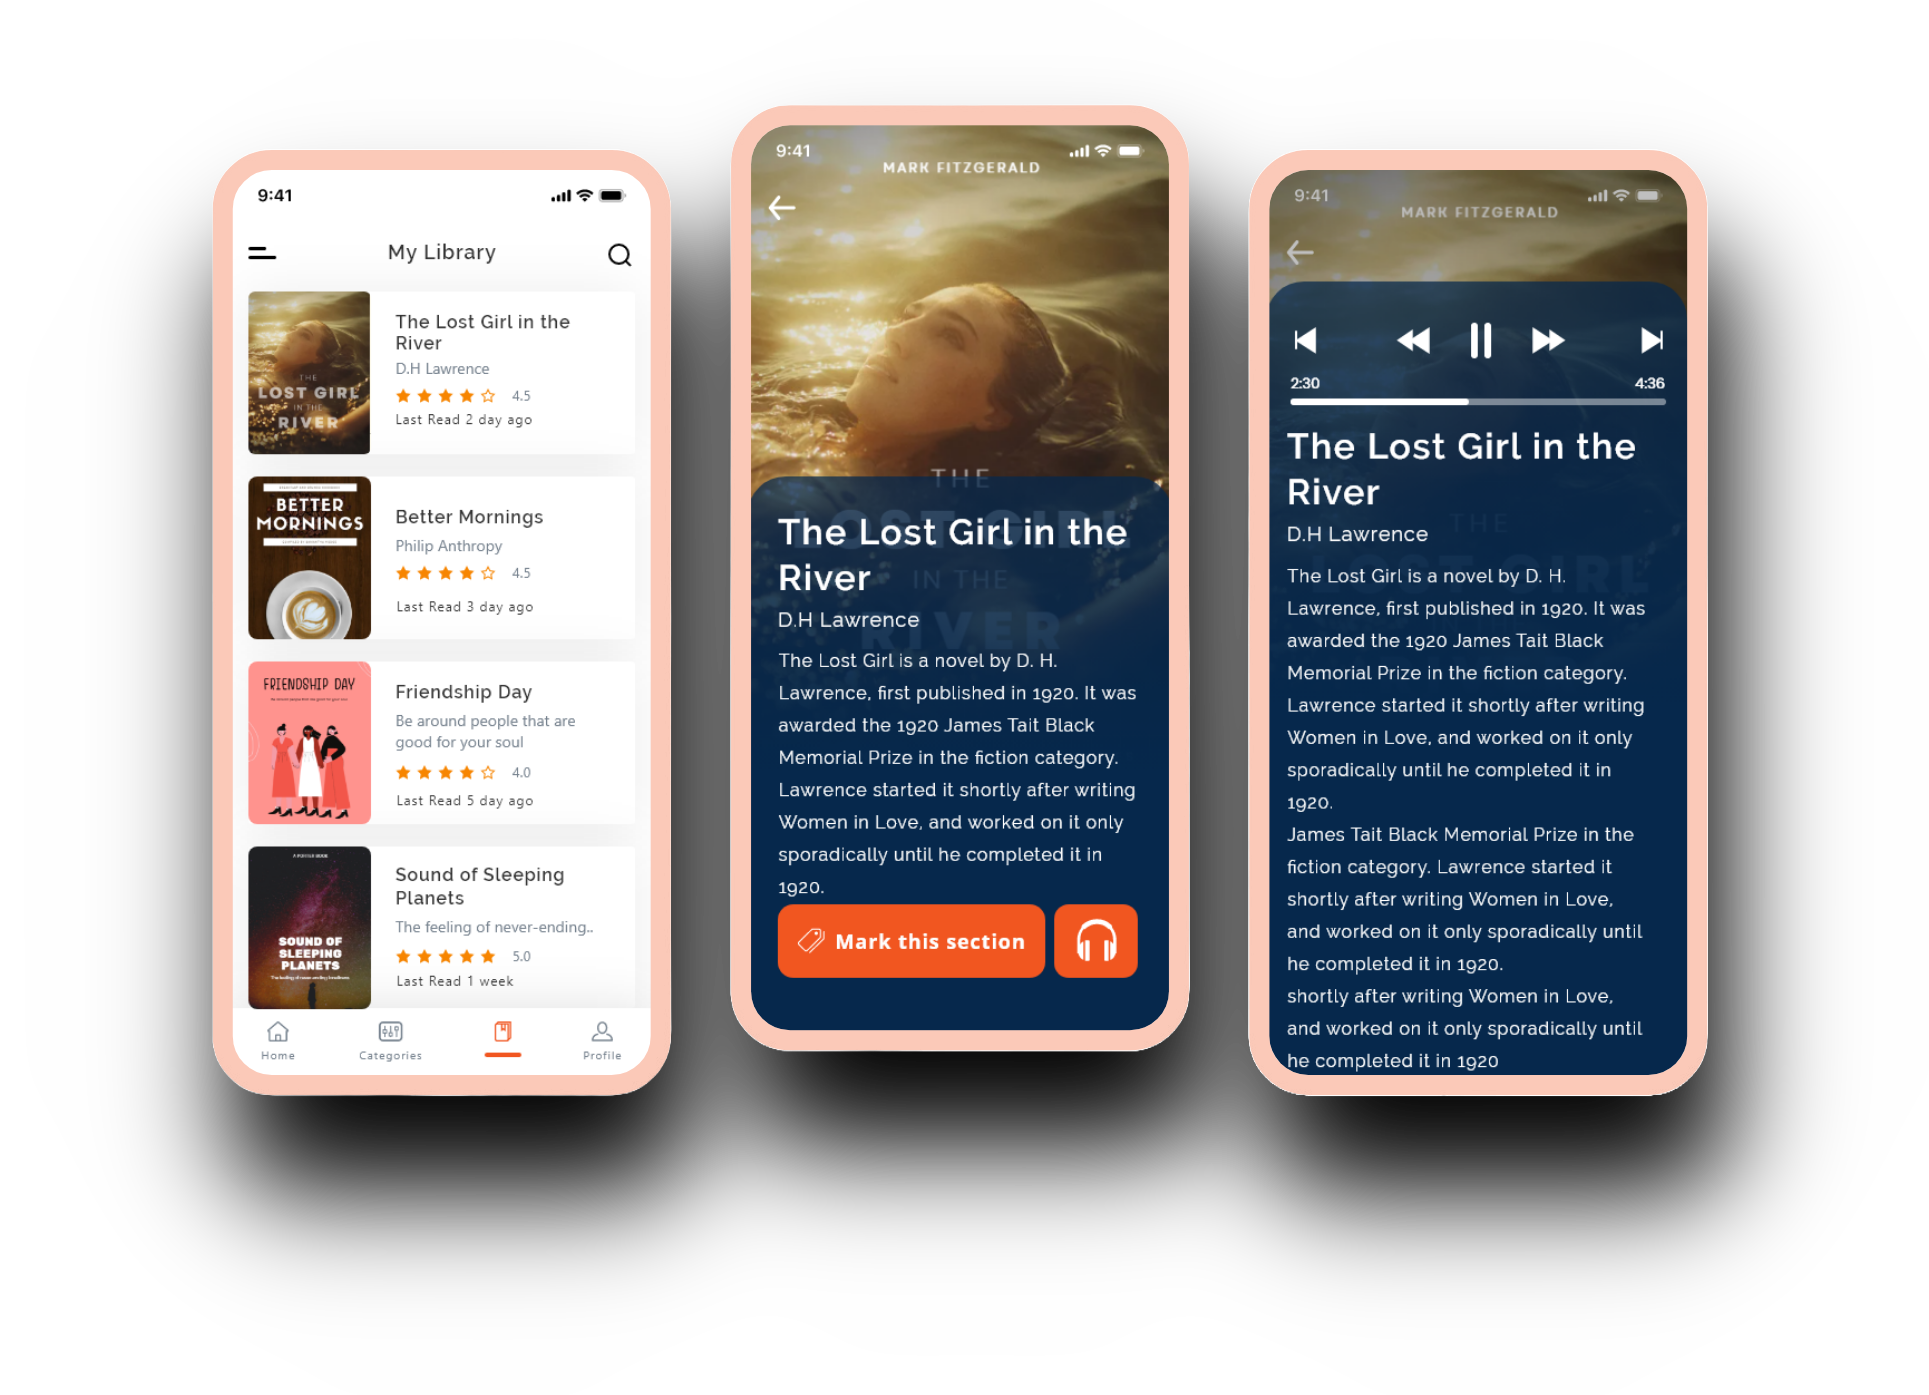 9:41
My Library
THE
LOST GIRL
IN THE
RIVER
The Lost Girl in the
River
D.H Lawrence
4.5
Last Read 2 day ago
BETTER
MORNINGS
Better Mornings
Philip Anthropy
4.5
Last Read 3 day ago
FRIENDSHIP DAY
Friendship Day
Be around people that are
good for your soul
4.0
Last Read 5 day ago
SOUND OF
SLEEPING
PLANETS
Sound of Sleeping
Planets
The feeling of never-ending..
5.0
Last Read 1 week
Home
Categories
Profile
9:41
MARK FITZGERALD
THE
LOST GIRL
IN THE
RIVER
The Lost Girl in the
River
D.H Lawrence
The Lost Girl is a novel by D. H.
Lawrence, first published in 1920. It was
awarded the 1920 James Tait Black
Memorial Prize in the fiction category.
Lawrence started it shortly after writing
Women in Love, and worked on it only
sporadically until he completed it in
1920.
Mark this section
9:41
MARK FITZGERALD
2:30
4:36
The Lost Girl in the
River
THE
D.H Lawrence
The Lost Girl is a novel by D. H.
Lawrence, first published in 1920. It was
awarded the 1920 James Tait Black
Memorial Prize in the fiction category.
Lawrence started it shortly after writing
Women in Love, and worked on it only
sporadically until he completed it in
1920.
James Tait Black Memorial Prize in the
fiction category. Lawrence started it
shortly after writing Women in Love,
and worked on it only sporadically until
he completed it in 1920.
shortly after writing Women in Love,
and worked on it only sporadically until
he completed it in 1920